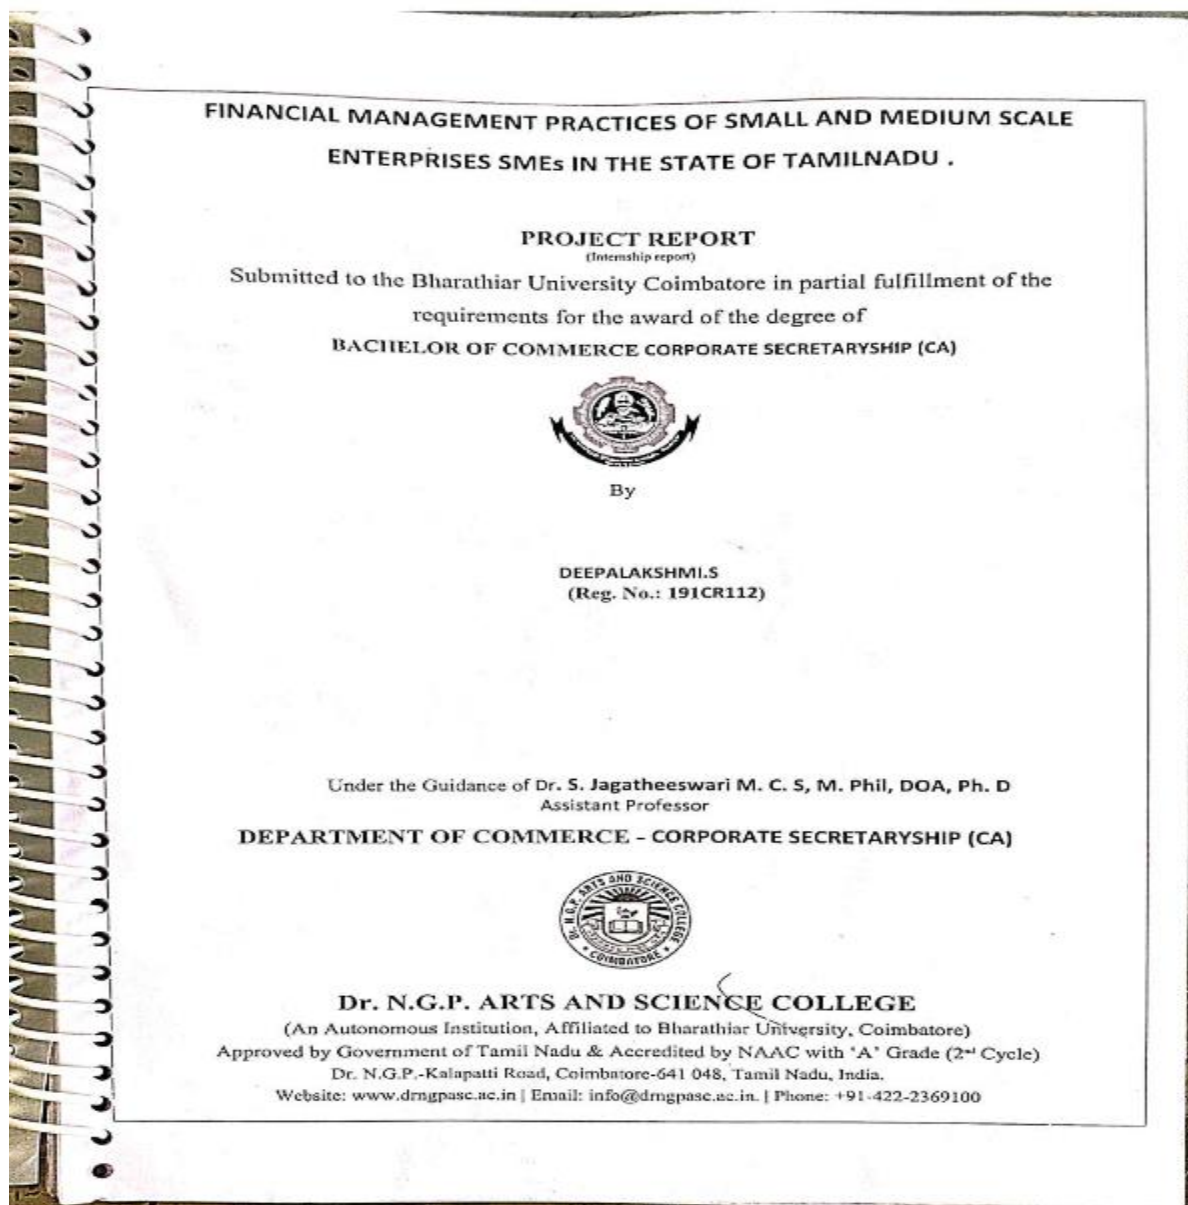 FINANCIAL MANAGEMENT PRACTICES OF SMALL AND MEDIUM SCALE
ENTERPRISES SMEs IN THE STATE OF TAMILNADU .
PROJECT REPORT
(Internship report)
Submitted to the Bharathiar University Coimbatore in partial fulfillment of the
requirements for the award of the degree of
BACHELOR OF COMMERCE CORPORATE SECRETARYSHIP (CA)
By
DEEPALAKSHMI.S
(Reg. No.: 191CR112)
Under the Guidance of Dr. S. Jagatheeswari M. C. S, M. Phil, DOA, Ph. D
Assistant Professor
DEPARTMENT OF COMMERCE – CORPORATE SECRETARYSHIP (CA)
Dr. N.G.P. ARTS AND SCIENCE COLLEGE
COIMBATORE
Dr. N.G.P. ARTS AND SCIENCE COLLEGE
(An Autonomous Institution, Affiliated to Bharathiar University, Coimbatore)
Approved by Government of Tamil Nadu & Accredited by NAAC with 'A' Grade (2nd Cycle)
Dr. N.G.P.-Kalapatti Road, Coimbatore-641 048, Tamil Nadu, India.
Website: www.drngpasc.ac.in | Email: info@drngpasc.ac.in. | Phone: +91-422-2369100